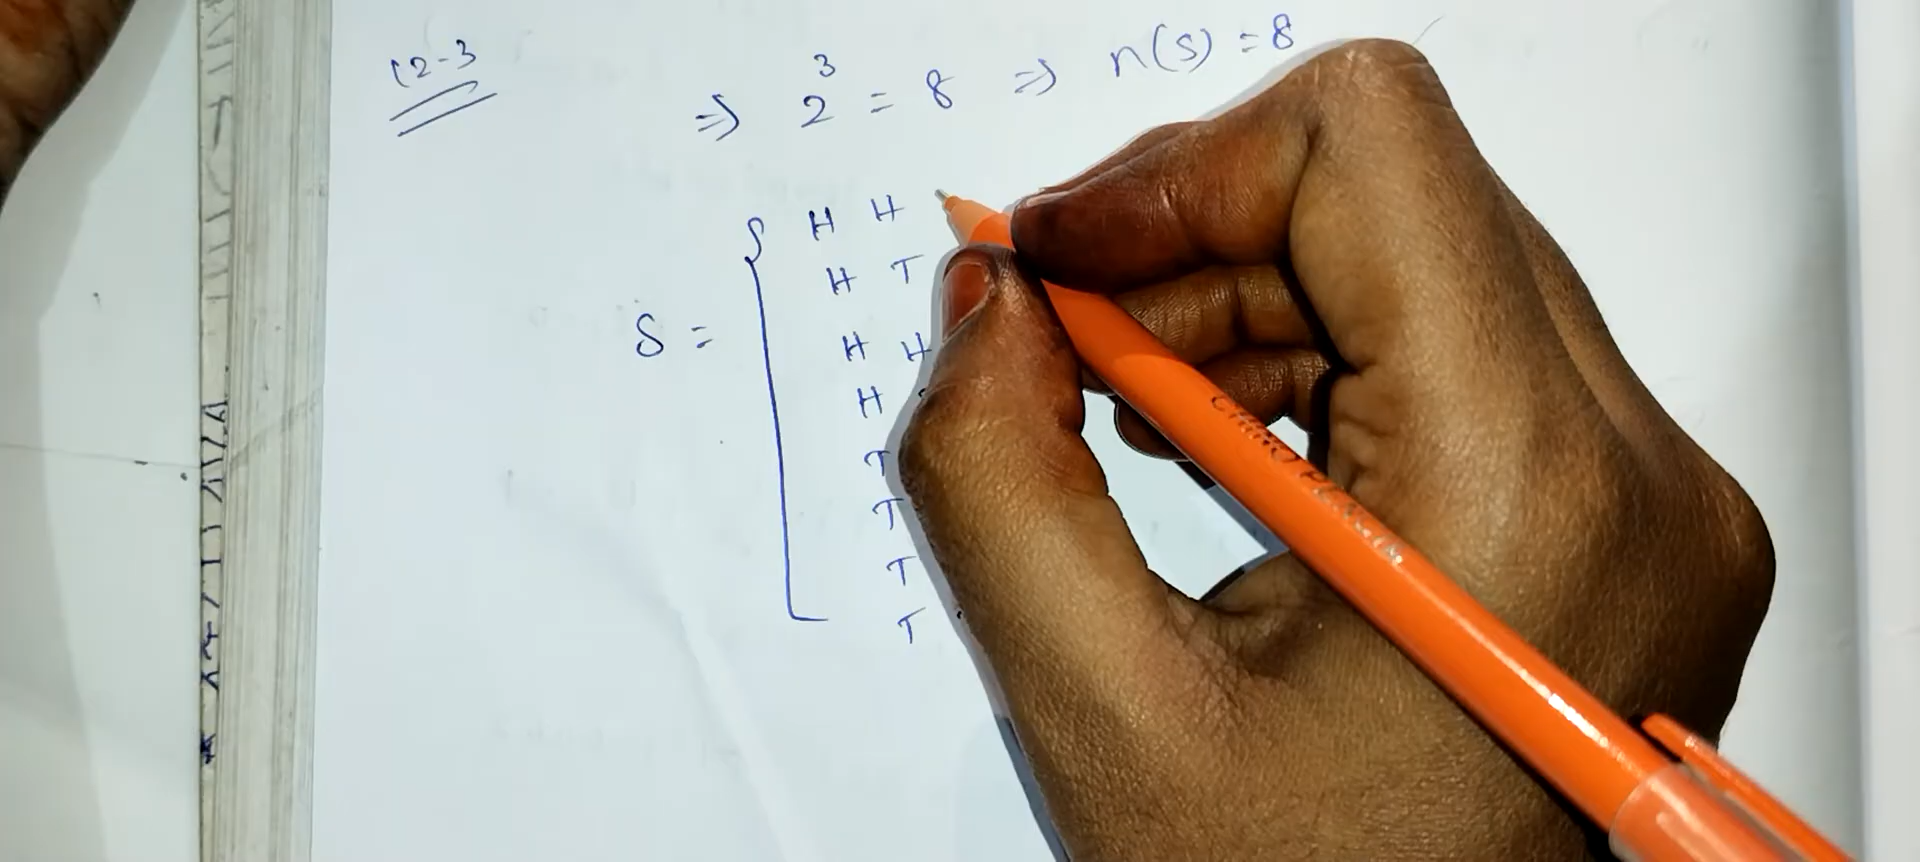 12-3
⇒ 2³ = 8 ⇒ n(S) = 8
H H
H T
S =
H H
H
T
T
T
T